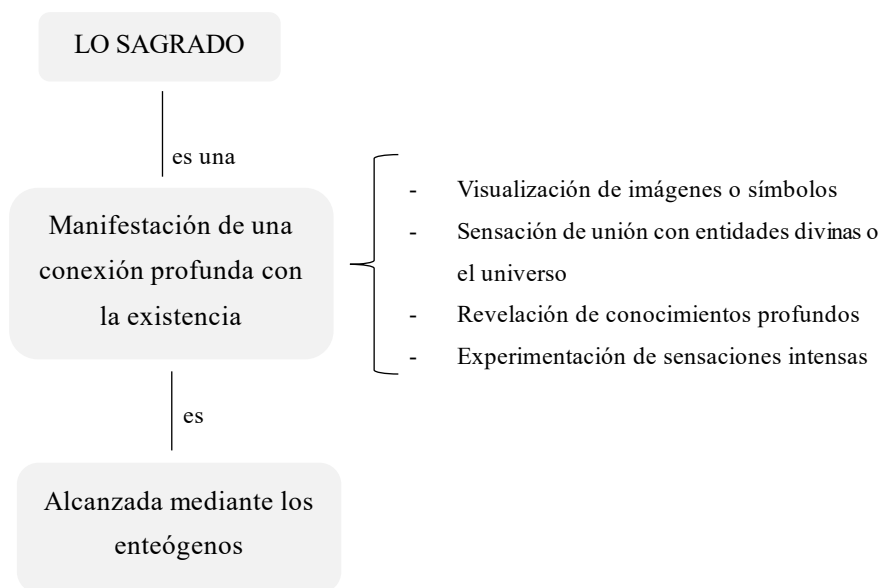 LO SAGRADO
es una
Manifestación de una
conexión profunda con
la existencia
- Visualización de imágenes o símbolos
- Sensación de unión con entidades divinas o
el universo
- Revelación de conocimientos profundos
- Experimentación de sensaciones intensas
es
Alcanzada mediante los
enteógenos